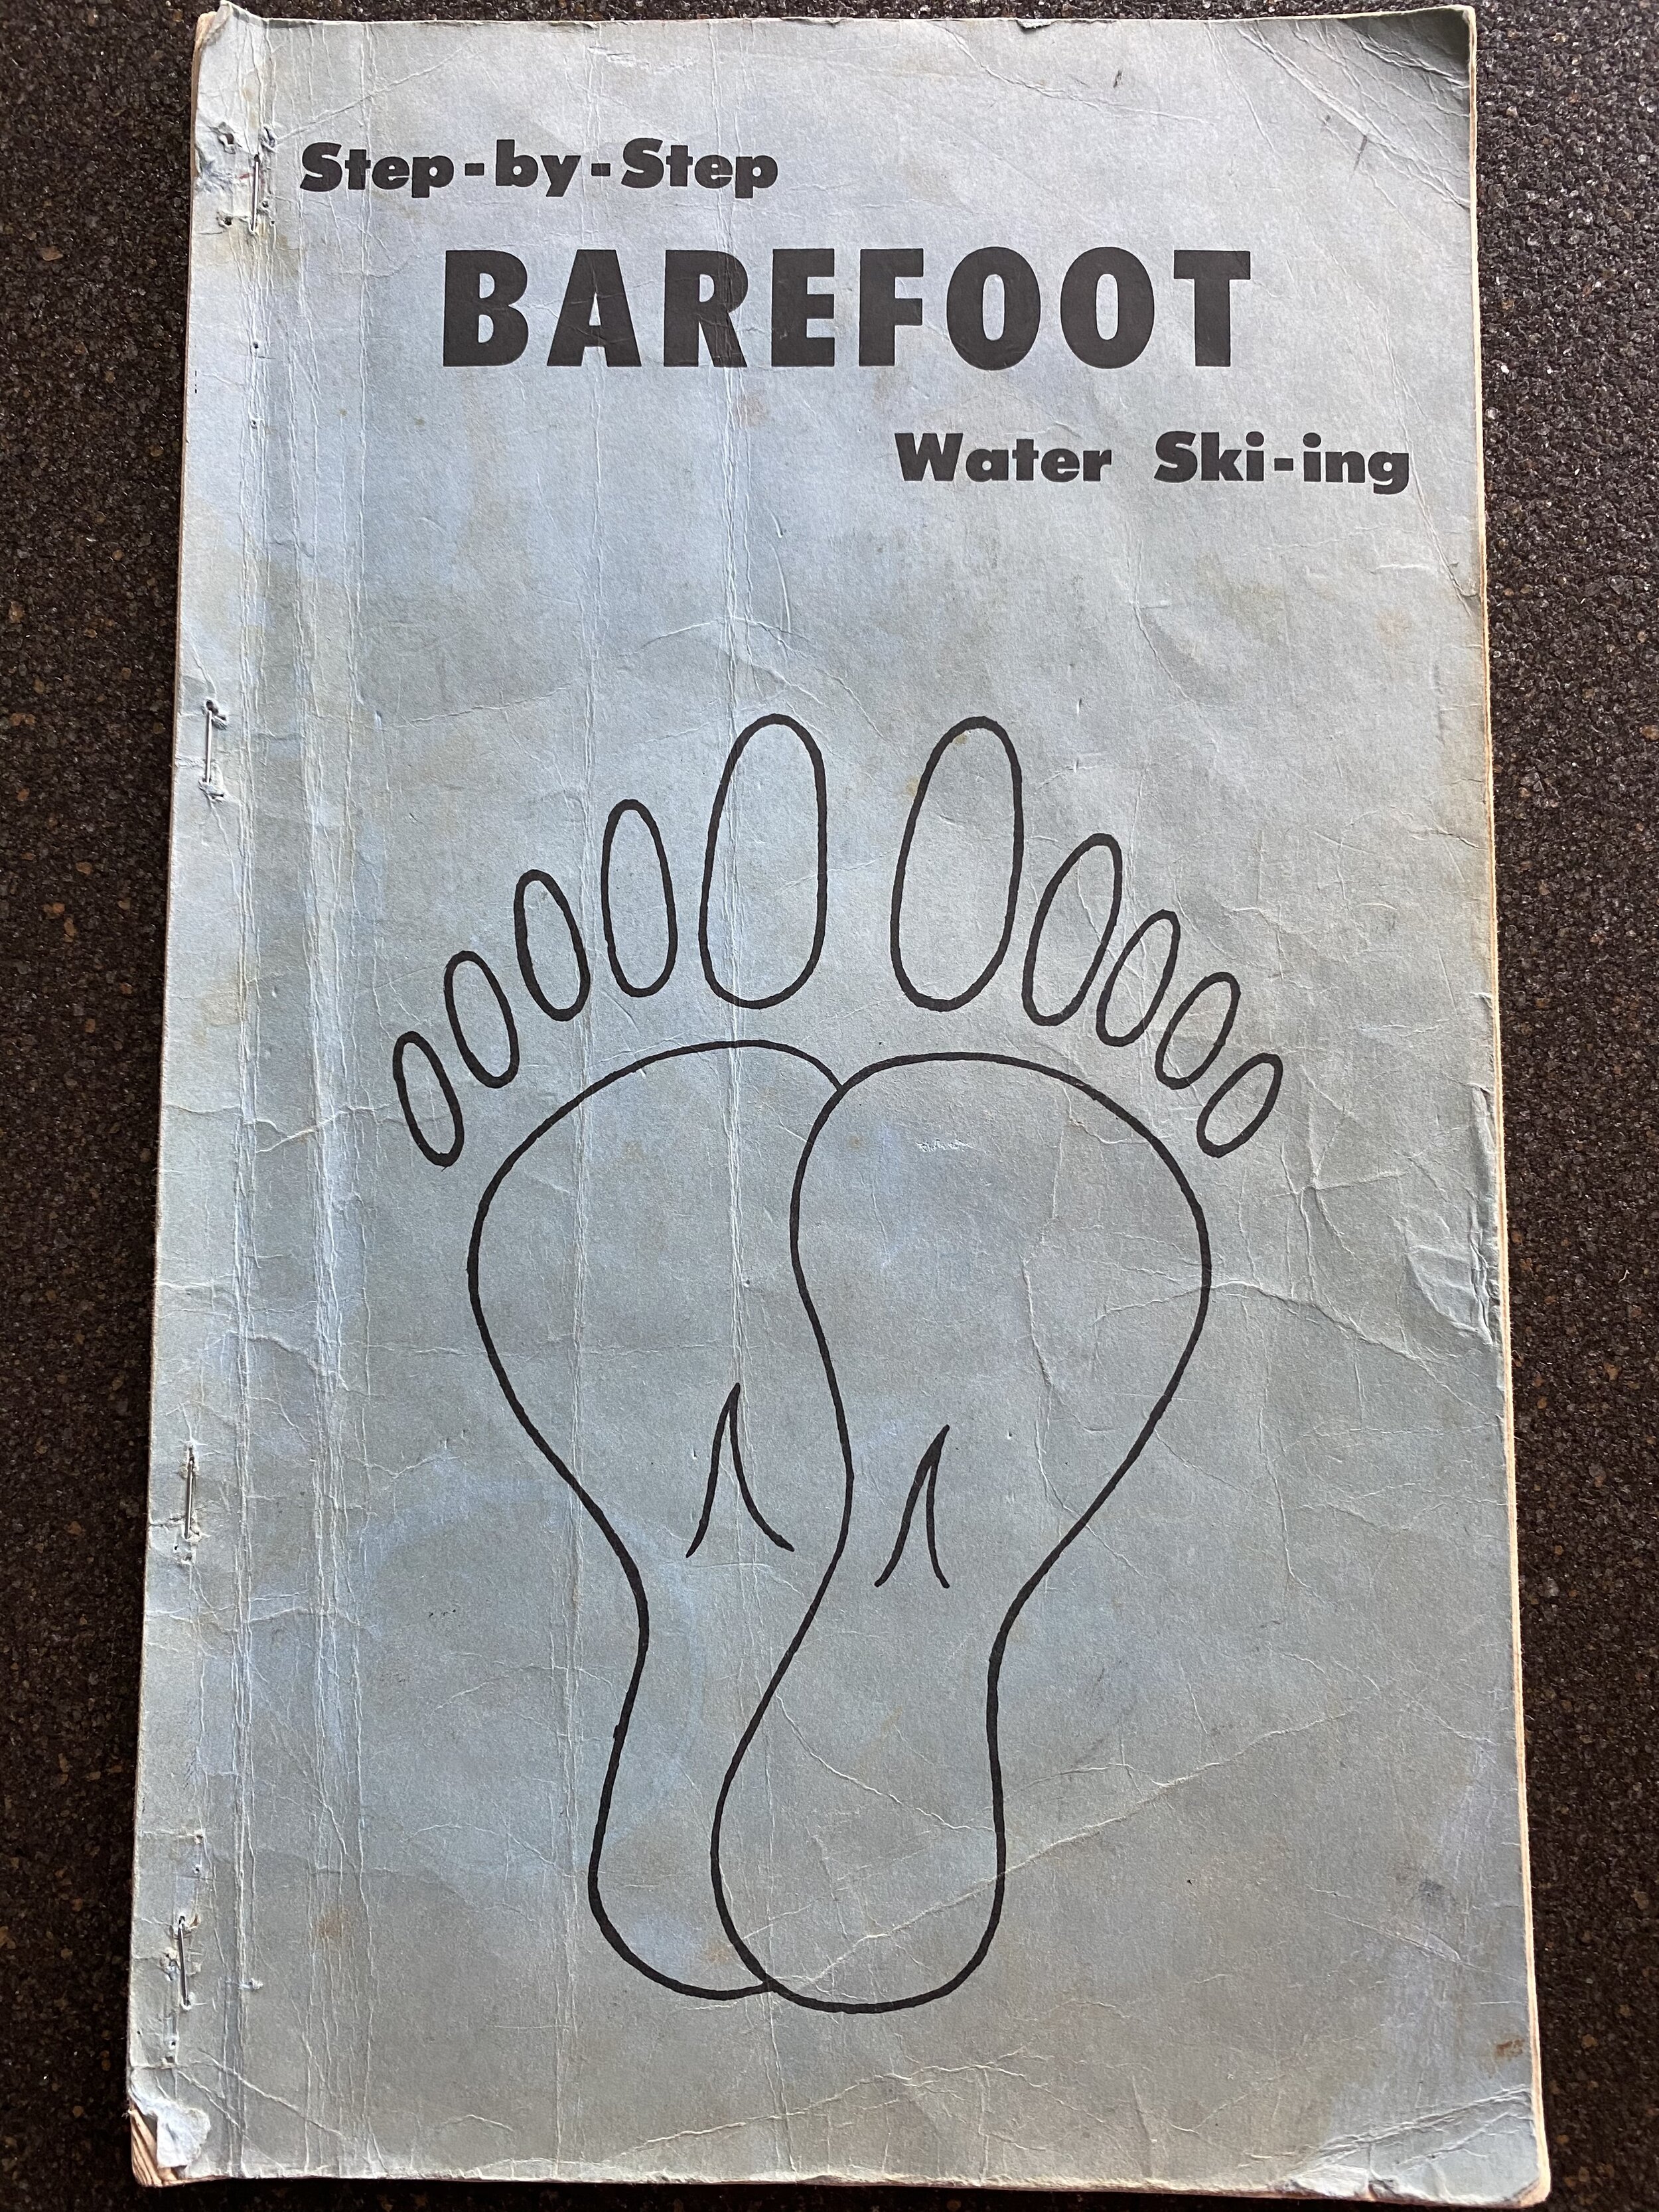 Step-by-Step
BAREFOOT
Water Ski-ing